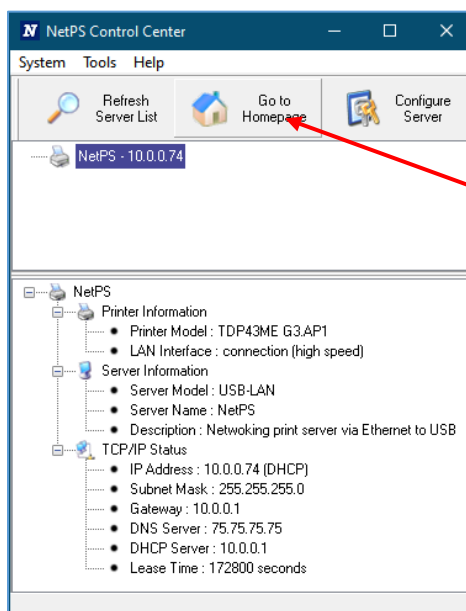 NetPS Control Center
System Tools Help
Refresh
Server List
Go to
Homepage
Configure
Server
NetPS - 10.0.0.74
NetPS
Printer Information
Printer Model : TDP43ME G3.AP1
LAN Interface : connection (high speed)
Server Information
Server Model : USB-LAN
Server Name : NetPS
Description : Netwoking print server via Ethernet to USB
TCP/IP Status
IP Address : 10.0.0.74 (DHCP)
Subnet Mask : 255.255.255.0
Gateway : 10.0.0.1
DNS Server : 75.75.75.75
DHCP Server : 10.0.0.1
Lease Time : 172800 seconds